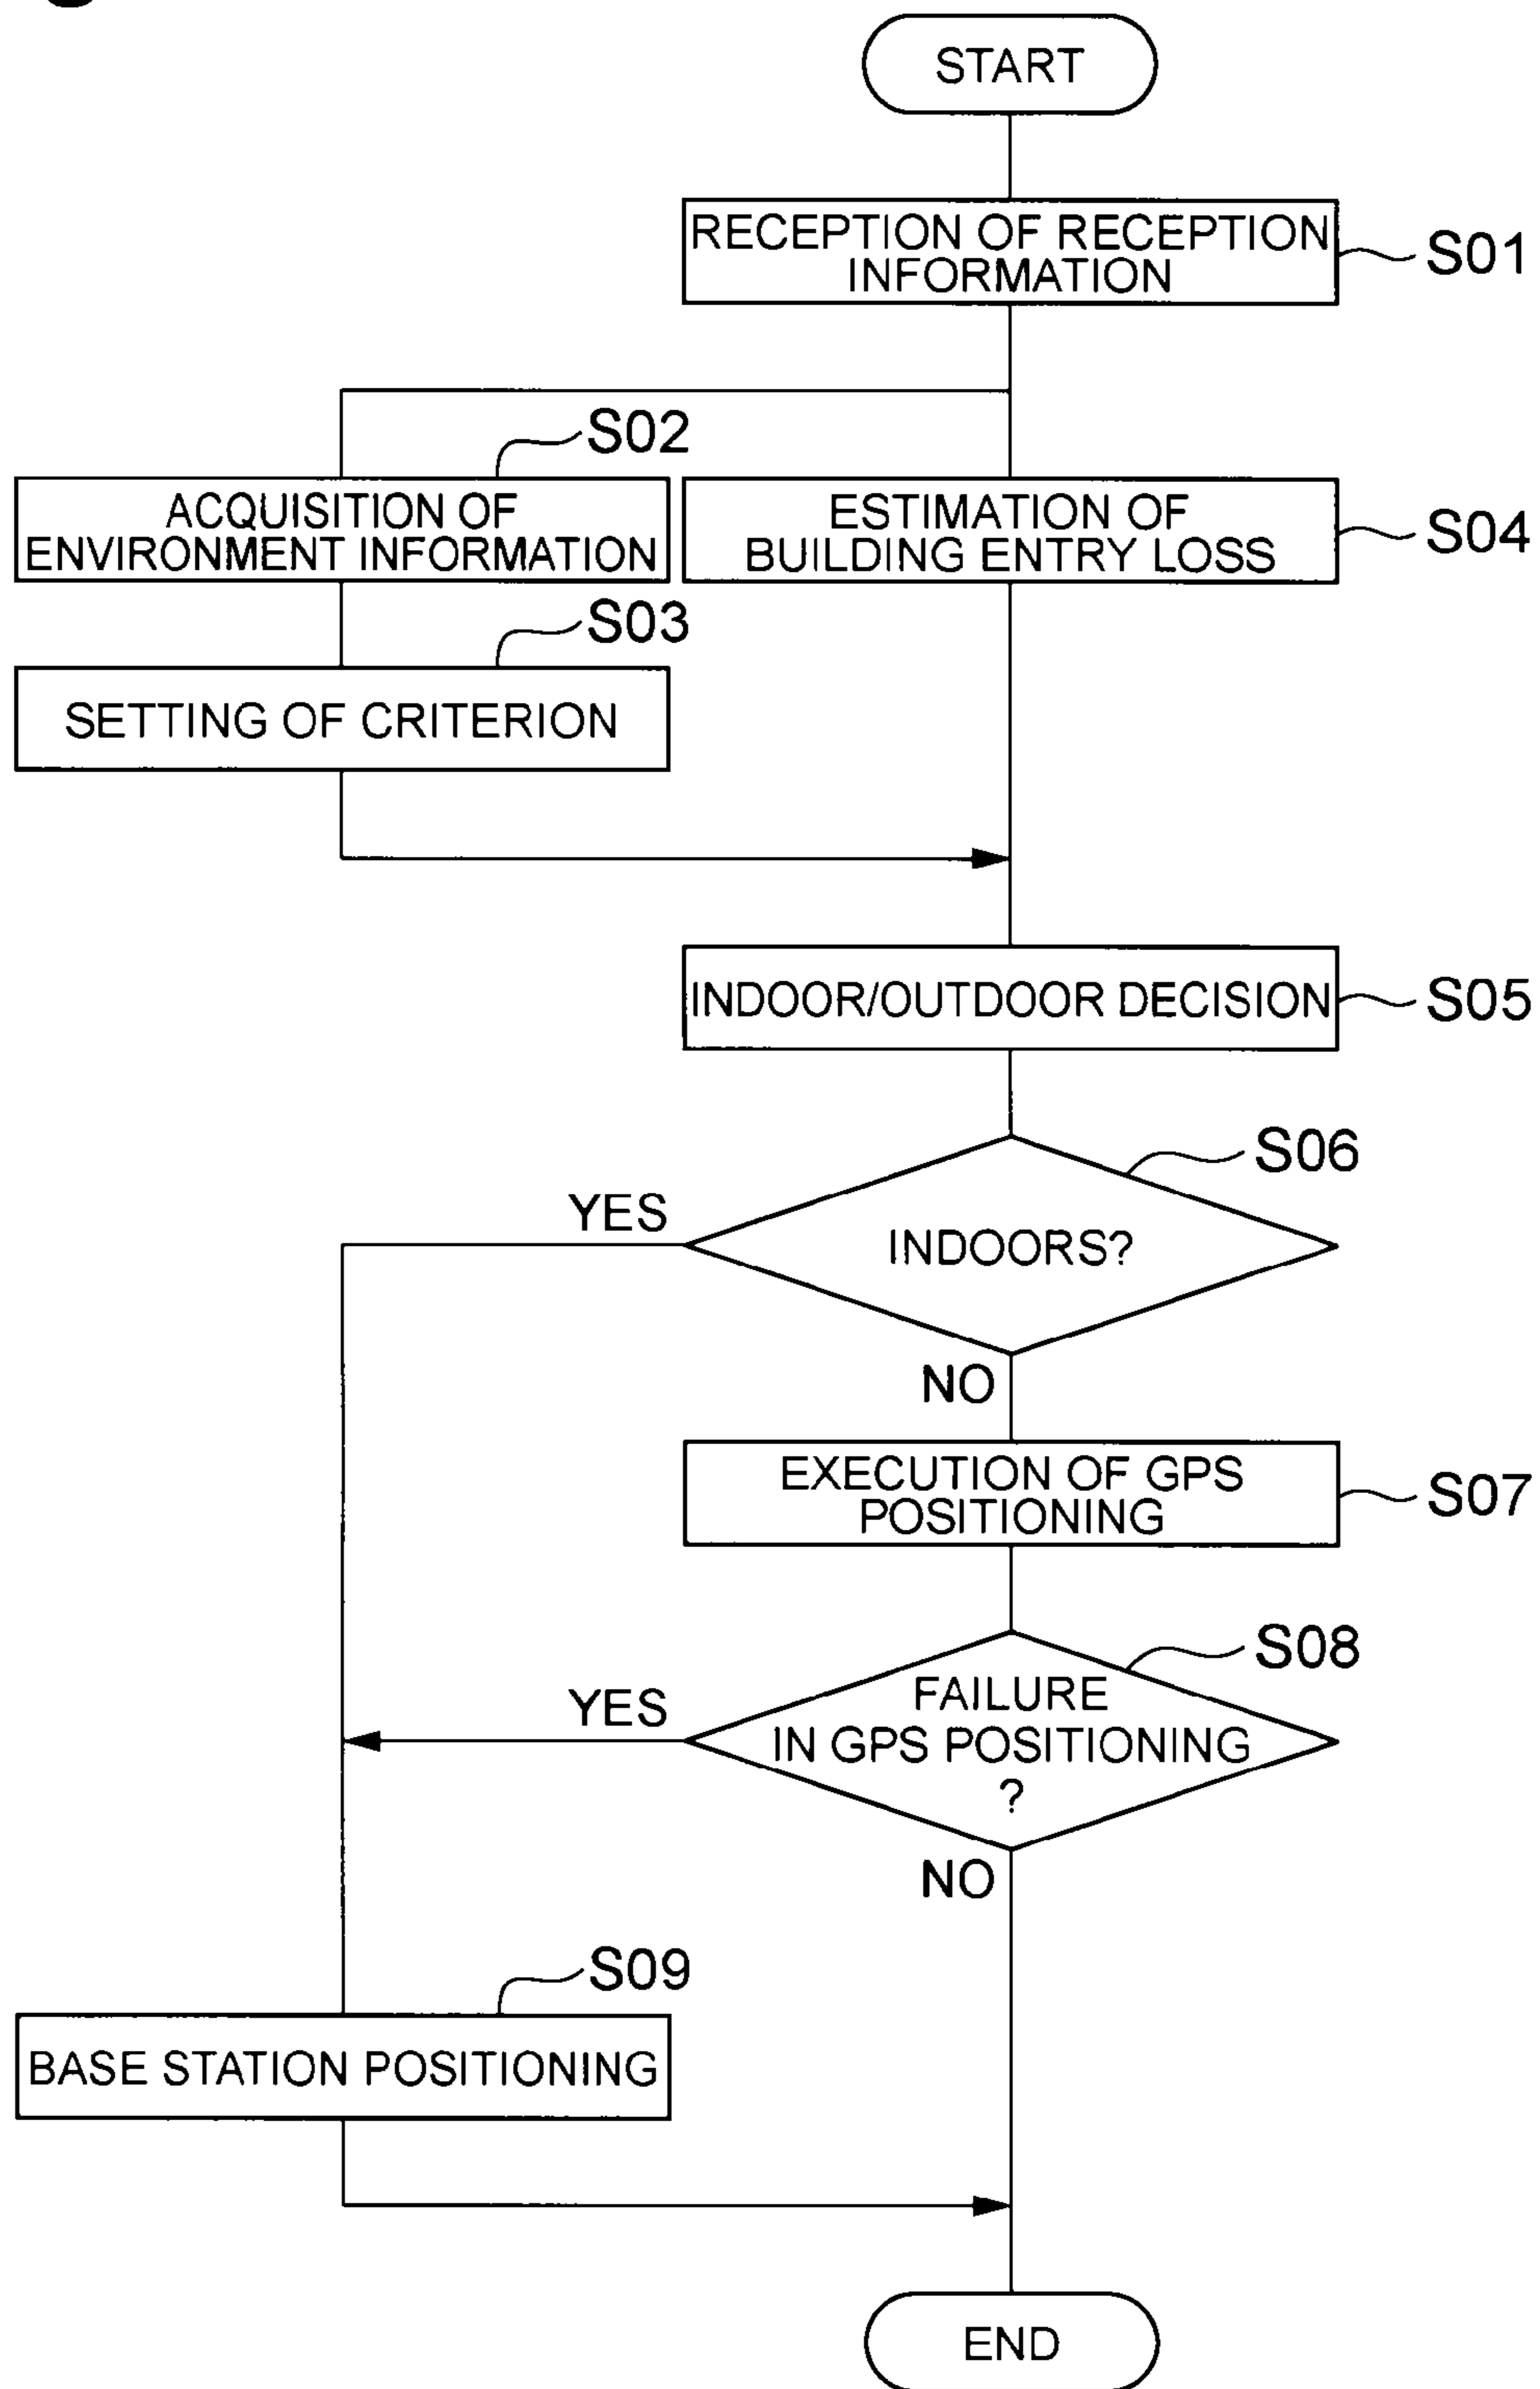 START
RECEPTION OF RECEPTION
INFORMATION
S01
S02
ACQUISITION OF
ENVIRONMENT INFORMATION
ESTIMATION OF
BUILDING ENTRY LOSS
S04
S03
SETTING OF CRITERION
INDOOR/OUTDOOR DECISION
S05
S06
YES
INDOORS?
NO
EXECUTION OF GPS
POSITIONING
S07
S08
YES
FAILURE
IN GPS POSITIONING
?
NO
S09
BASE STATION POSITIONING
END